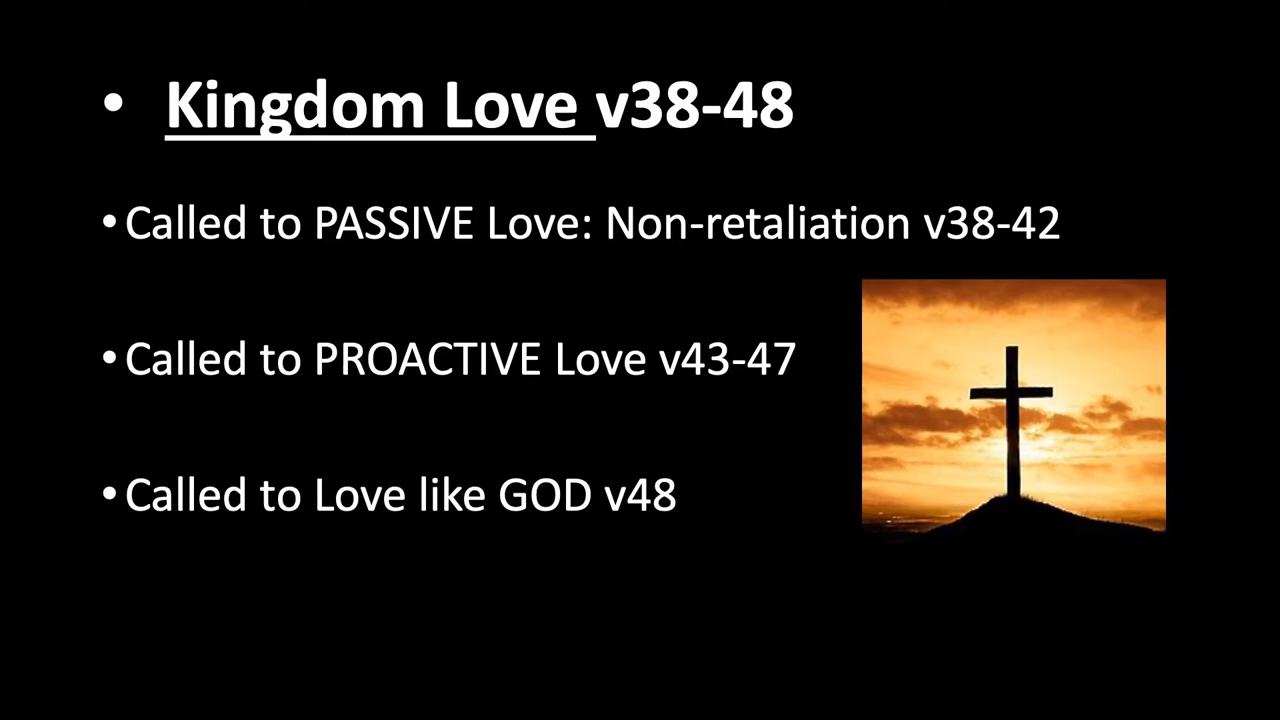 • Kingdom Love v38-48
• Called to PASSIVE Love: Non-retaliation v38-42
• Called to PROACTIVE Love v43-47
• Called to Love like GOD v48